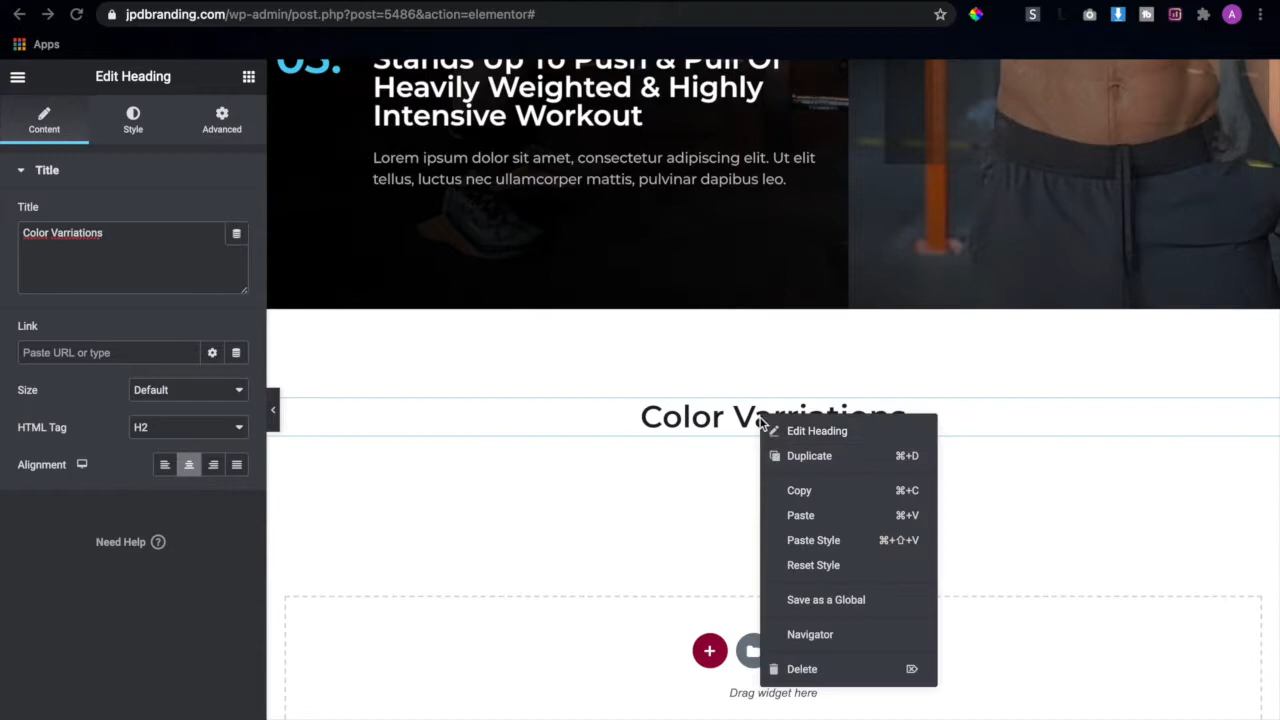 jpdbranding.com/wp-admin/post.php?post=5486&action=elementor#
S
A
Apps
Edit Heading
Content
Style
Advanced
Title
Title
Color Varriations
Link
Paste URL or type
Size
Default
HTML Tag
H2
Alignment
Need Help ?
03.
Stands Up To Push & Pull Of
Heavily Weighted & Highly
Intensive Workout
Lorem ipsum dolor sit amet, consectetur adipiscing elit. Ut elit
tellus, luctus nec ullamcorper mattis, pulvinar dapibus leo.
Color Varriations
Edit Heading
Duplicate ⌘+D
Copy ⌘+C
Paste ⌘+V
Paste Style ⌘+⇧+V
Reset Style
Save as a Global
Navigator
Delete ⌦
Drag widget here